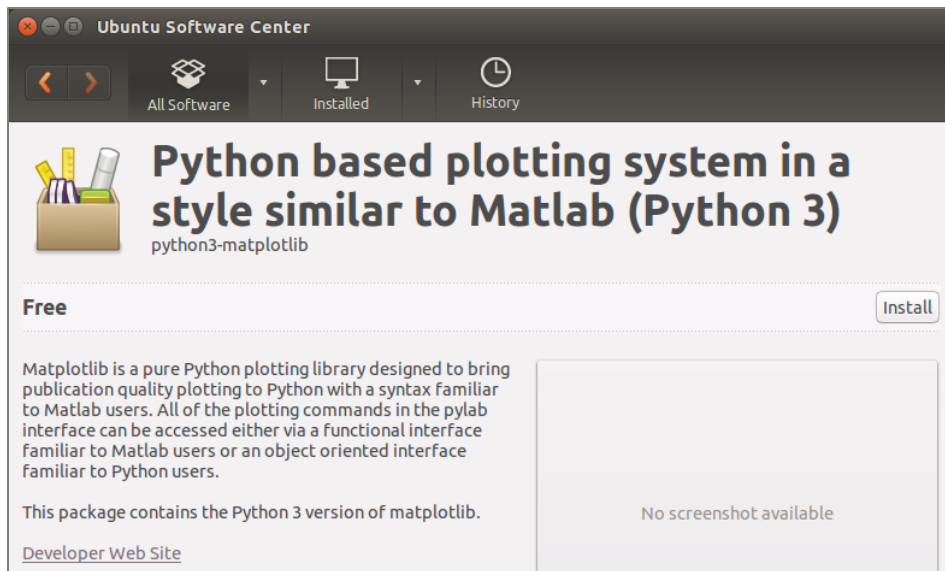 Ubuntu Software Center
All Software
Installed
History
Python based plotting system in a
style similar to Matlab (Python 3)
python3-matplotlib
Free
Install
Matplotlib is a pure Python plotting library designed to bring
publication quality plotting to Python with a syntax familiar
to Matlab users. All of the plotting commands in the pylab
interface can be accessed either via a functional interface
familiar to Matlab users or an object oriented interface
familiar to Python users.
This package contains the Python 3 version of matplotlib.
No screenshot available
Developer Web Site